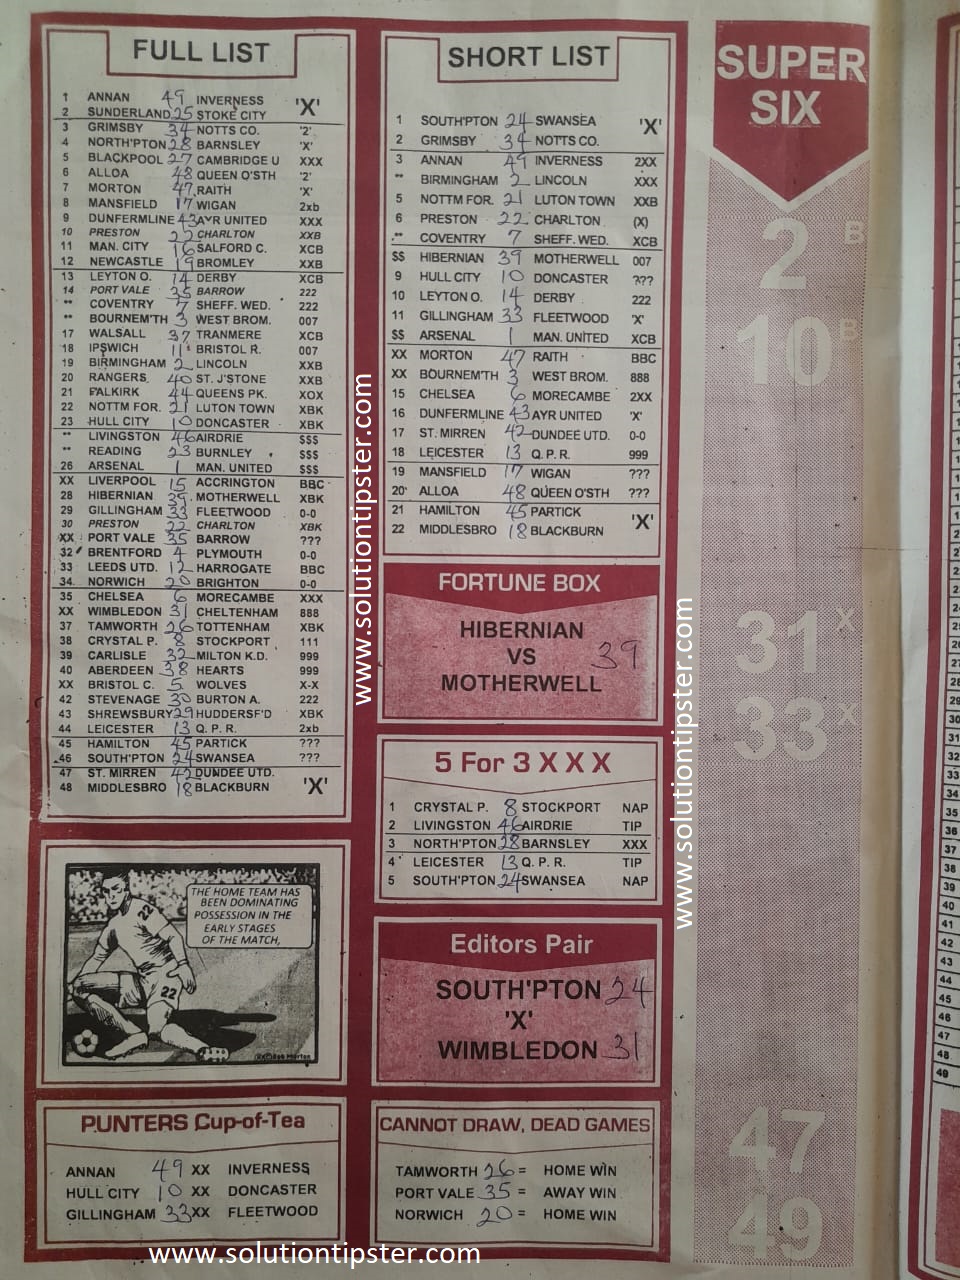 FULL LIST
1 ANNAN 49 INVERNESS 'X'
2 SUNDERLAND 25 STOKE CITY
3 GRIMSBY 34 NOTTS CO. '2'
4 NORTH'PTON 28 BARNSLEY 'X'
5 BLACKPOOL 27 CAMBRIDGE U XXX
6 ALLOA 48 QUEEN O'STH '2'
7 MORTON 47 RAITH 'X'
8 MANSFIELD 17 WIGAN 2xb
9 DUNFERMLINE 43 AYR UNITED XXX
10 PRESTON 22 CHARLTON XXB
11 MAN. CITY 16 SALFORD C. XCB
12 NEWCASTLE 19 BROMLEY XXB
13 LEYTON O. 14 DERBY XCB
14 PORT VALE 35 BARROW 222
** COVENTRY 7 SHEFF. WED. 222
** BOURNEM'TH 3 WEST BROM. 007
17 WALSALL 37 TRANMERE XCB
18 IPSWICH 11 BRISTOL R. 007
19 BIRMINGHAM 2 LINCOLN XXB
20 RANGERS 40 ST. J'STONE XXB
21 FALKIRK 44 QUEENS PK. XOX
22 NOTTM FOR. 21 LUTON TOWN XBK
23 HULL CITY 10 DONCASTER XBK
** LIVINGSTON 46 AIRDRIE $$$
** READING 23 BURNLEY $$$
26 ARSENAL 1 MAN. UNITED $$$
XX LIVERPOOL 15 ACCRINGTON BBC
28 HIBERNIAN 39 MOTHERWELL XBK
29 GILLINGHAM 33 FLEETWOOD 0-0
30 PRESTON 22 CHARLTON XBK
XX PORT VALE 35 BARROW ???
32 BRENTFORD 4 PLYMOUTH 0-0
33 LEEDS UTD. 12 HARROGATE BBC
34. NORWICH 20 BRIGHTON 0-0
35 CHELSEA 6 MORECAMBE XXX
XX WIMBLEDON 31 CHELTENHAM 888
37 TAMWORTH 26 TOTTENHAM XBK
38 CRYSTAL P. 8 STOCKPORT 111
39 CARLISLE 32 MILTON K.D. 999
40 ABERDEEN 38 HEARTS 999
XX BRISTOL C. 5 WOLVES X-X
42 STEVENAGE 30 BURTON A. 222
43 SHREWSBURY 29 HUDDERSF'D XBK
44 LEICESTER 13 Q. P. R. 2xb
45 HAMILTON 45 PARTICK ???
46 SOUTH'PTON 24 SWANSEA ???
47 ST. MIRREN 42 DUNDEE UTD.
48 MIDDLESBRO 18 BLACKBURN 'X'
THE HOME TEAM HAS
BEEN DOMINATING
POSSESSION IN THE
EARLY STAGES
OF THE MATCH,
22
22
PUNTERS Cup-of-Tea
ANNAN 49 XX INVERNESS
HULL CITY 10 XX DONCASTER
GILLINGHAM 33 XX FLEETWOOD
SHORT LIST
1 SOUTH'PTON 24 SWANSEA 'X'
2 GRIMSBY 34 NOTTS CO.
3 ANNAN 49 INVERNESS 2XX
** BIRMINGHAM 2 LINCOLN XXX
5 NOTTM FOR. 21 LUTON TOWN XXB
6 PRESTON 22 CHARLTON (X)
** COVENTRY 7 SHEFF. WED. XCB
$$ HIBERNIAN 39 MOTHERWELL 007
9 HULL CITY 10 DONCASTER ???
10 LEYTON O. 14 DERBY 222
11 GILLINGHAM 33 FLEETWOOD 'X'
$$ ARSENAL 1 MAN. UNITED XCB
XX MORTON 47 RAITH BBC
XX BOURNEM'TH 3 WEST BROM. 888
15 CHELSEA 6 MORECAMBE 2XX
16 DUNFERMLINE 43 AYR UNITED 'X'
17 ST. MIRREN 42 DUNDEE UTD. 0-0
18 LEICESTER 13 Q. P. R. 999
19 MANSFIELD 17 WIGAN ???
20 ALLOA 48 QUEEN O'STH ???
21 HAMILTON 45 PARTICK 'X'
22 MIDDLESBRO 18 BLACKBURN
FORTUNE BOX
HIBERNIAN
VS 39
MOTHERWELL
5 For 3 X X X
1 CRYSTAL P. 8 STOCKPORT NAP
2 LIVINGSTON 46 AIRDRIE TIP
3 NORTH'PTON 28 BARNSLEY XXX
4 LEICESTER 13 Q. P. R. TIP
5 SOUTH'PTON 24 SWANSEA NAP
Editors Pair
SOUTH'PTON 24
'X'
WIMBLEDON 31
CANNOT DRAW, DEAD GAMES
TAMWORTH 26 = HOME WIN
PORT VALE 35 = AWAY WIN
NORWICH 20 = HOME WIN
SUPER
SIX
2 B
10 B
31 X
33 X
47
49
www.solutiontipster.com
www.solutiontipster.com
www.solutiontipster.com